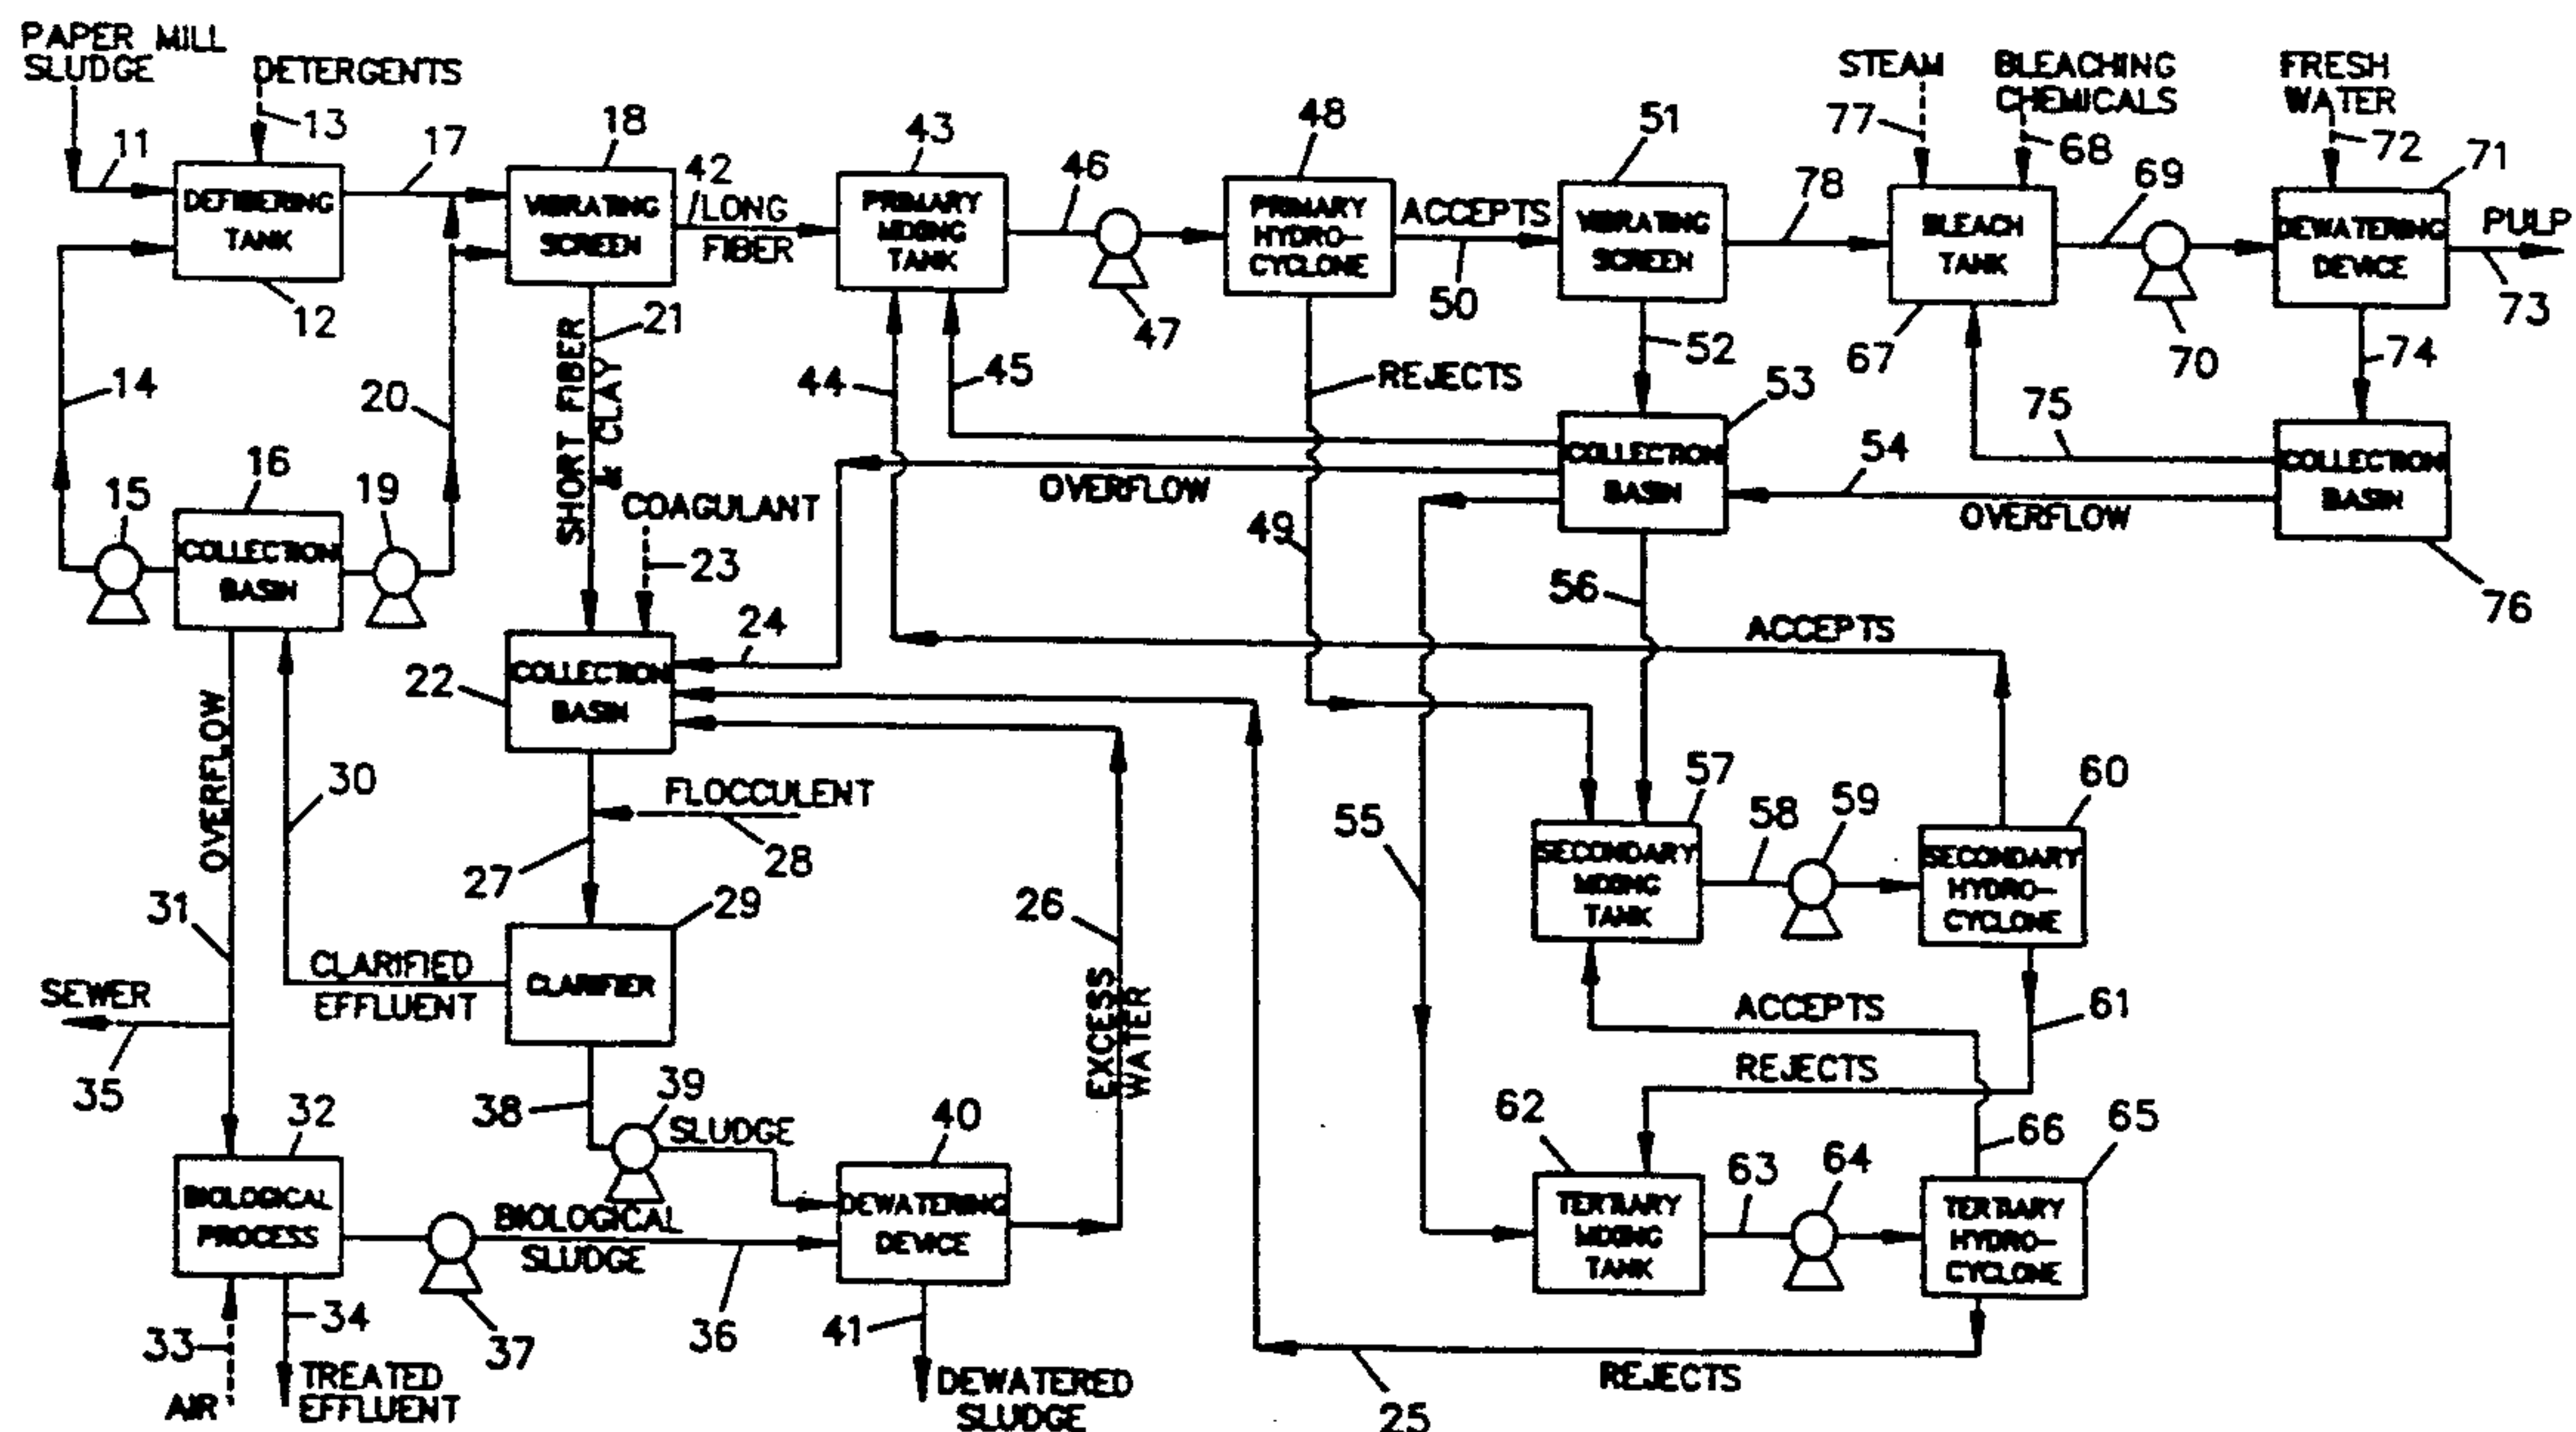 PAPER MILL
SLUDGE
DETERGENTS
13
11
17
18
DEFIBERING
TANK
12
VIBRATING
SCREEN
42
LONG
FIBER
43
PRIMARY
MIXING
TANK
46
47
48
PRIMARY
HYDRO-
CYCLONE
ACCEPTS
50
51
VIBRATING
SCREEN
78
STEAM
77
BLEACHING
CHEMICALS
68
BLEACH
TANK
67
69
70
FRESH
WATER
72
71
DEWATERING
DEVICE
PULP
73
14
15
16
COLLECTION
BASIN
19
20
21
SHORT FIBER
& CLAY
COAGULANT
23
44
45
REJECTS
52
53
COLLECTION
BASIN
OVERFLOW
54
OVERFLOW
74
75
COLLECTION
BASIN
76
49
56
24
22
COLLECTION
BASIN
ACCEPTS
OVERFLOW
30
FLOCCULENT
27
28
29
CLARIFIER
CLARIFIED
EFFLUENT
31
SEWER
35
26
EXCESS
WATER
55
57
SECONDARY
MIXING
TANK
58
59
60
SECONDARY
HYDRO-
CYCLONE
ACCEPTS
61
REJECTS
32
BIOLOGICAL
PROCESS
33
AIR
34
TREATED
EFFLUENT
38
39
SLUDGE
BIOLOGICAL
SLUDGE
37
36
40
DEWATERING
DEVICE
41
DEWATERED
SLUDGE
62
TERTIARY
MIXING
TANK
63
64
66
65
TERTIARY
HYDRO-
CYCLONE
25
REJECTS